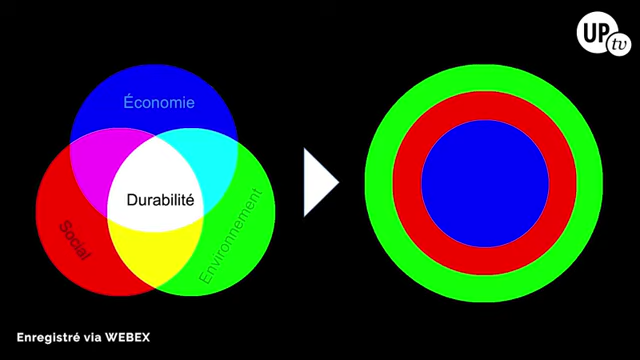 UP
tv
Économie
Durabilité
Social
Environnement
Enregistré via WEBEX